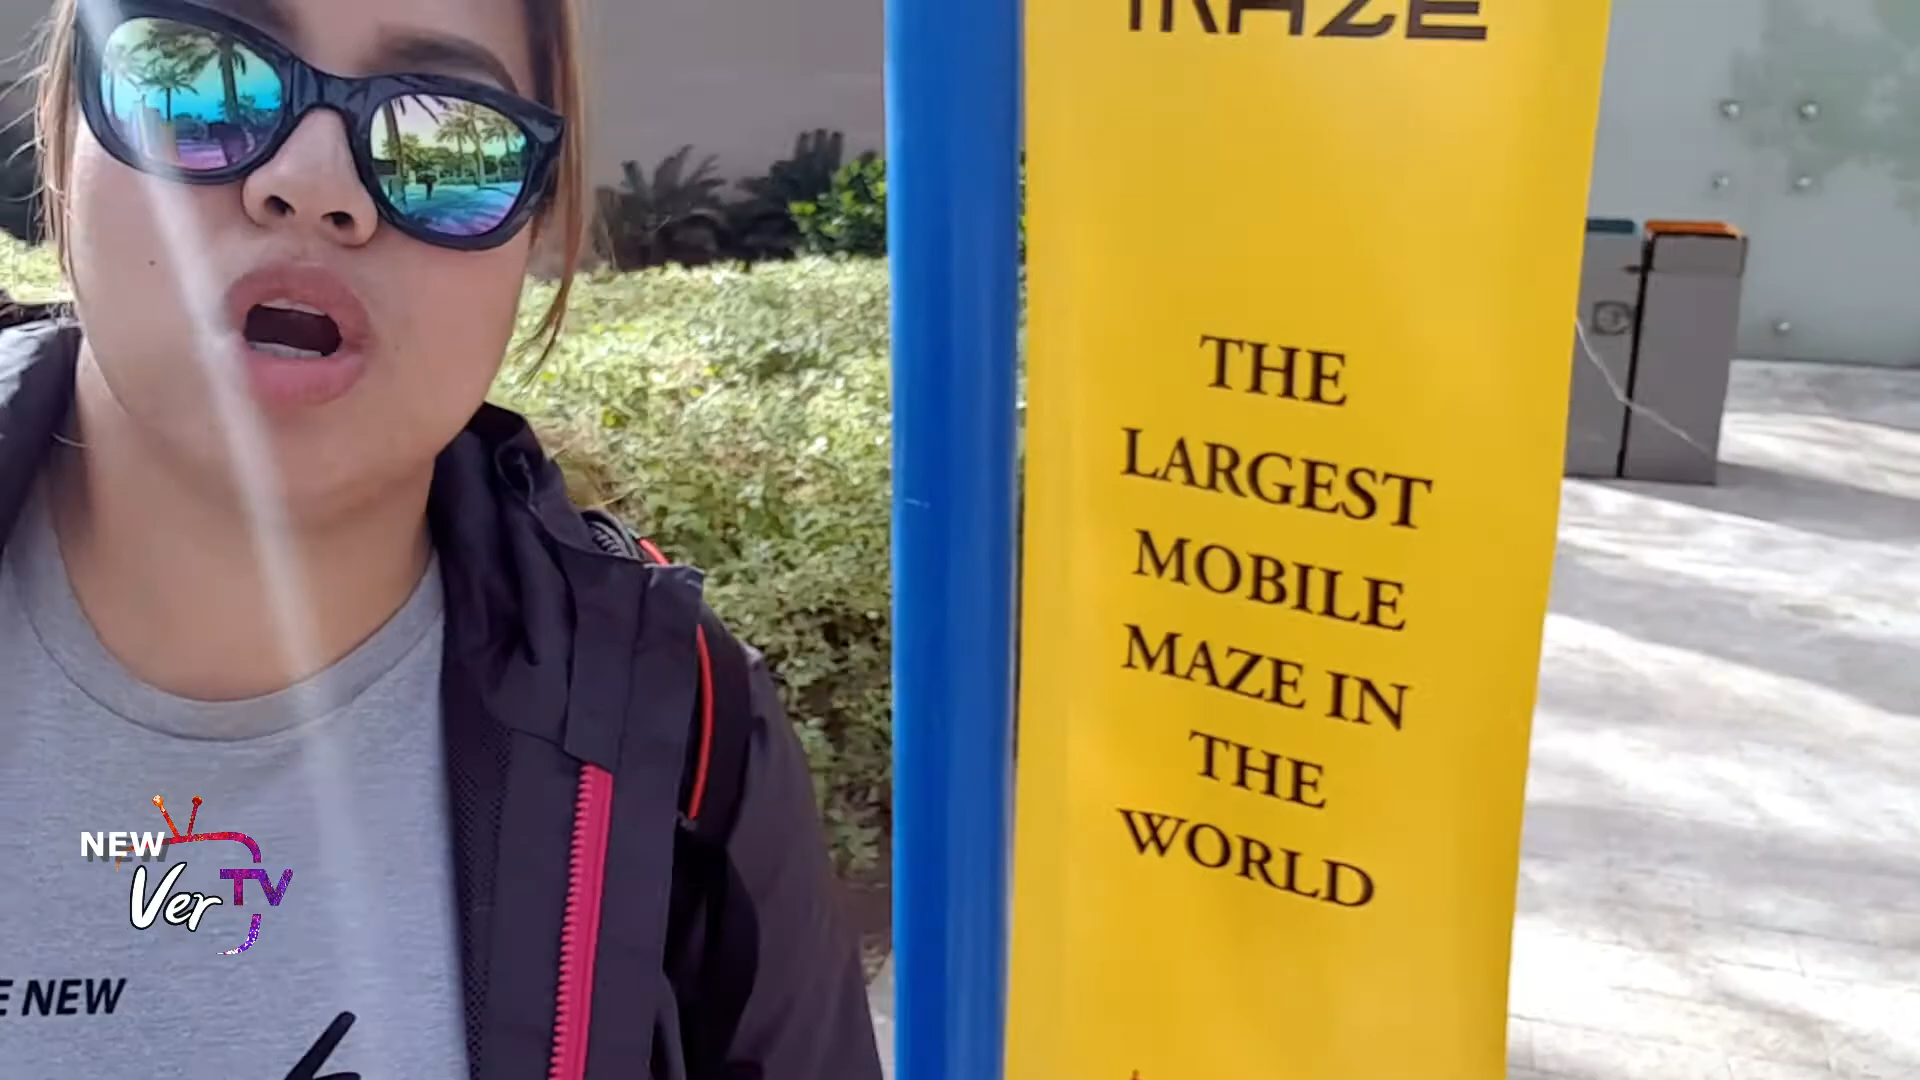 THE
LARGEST
MOBILE
MAZE IN
THE
WORLD
NEW
Ver TV
NEW